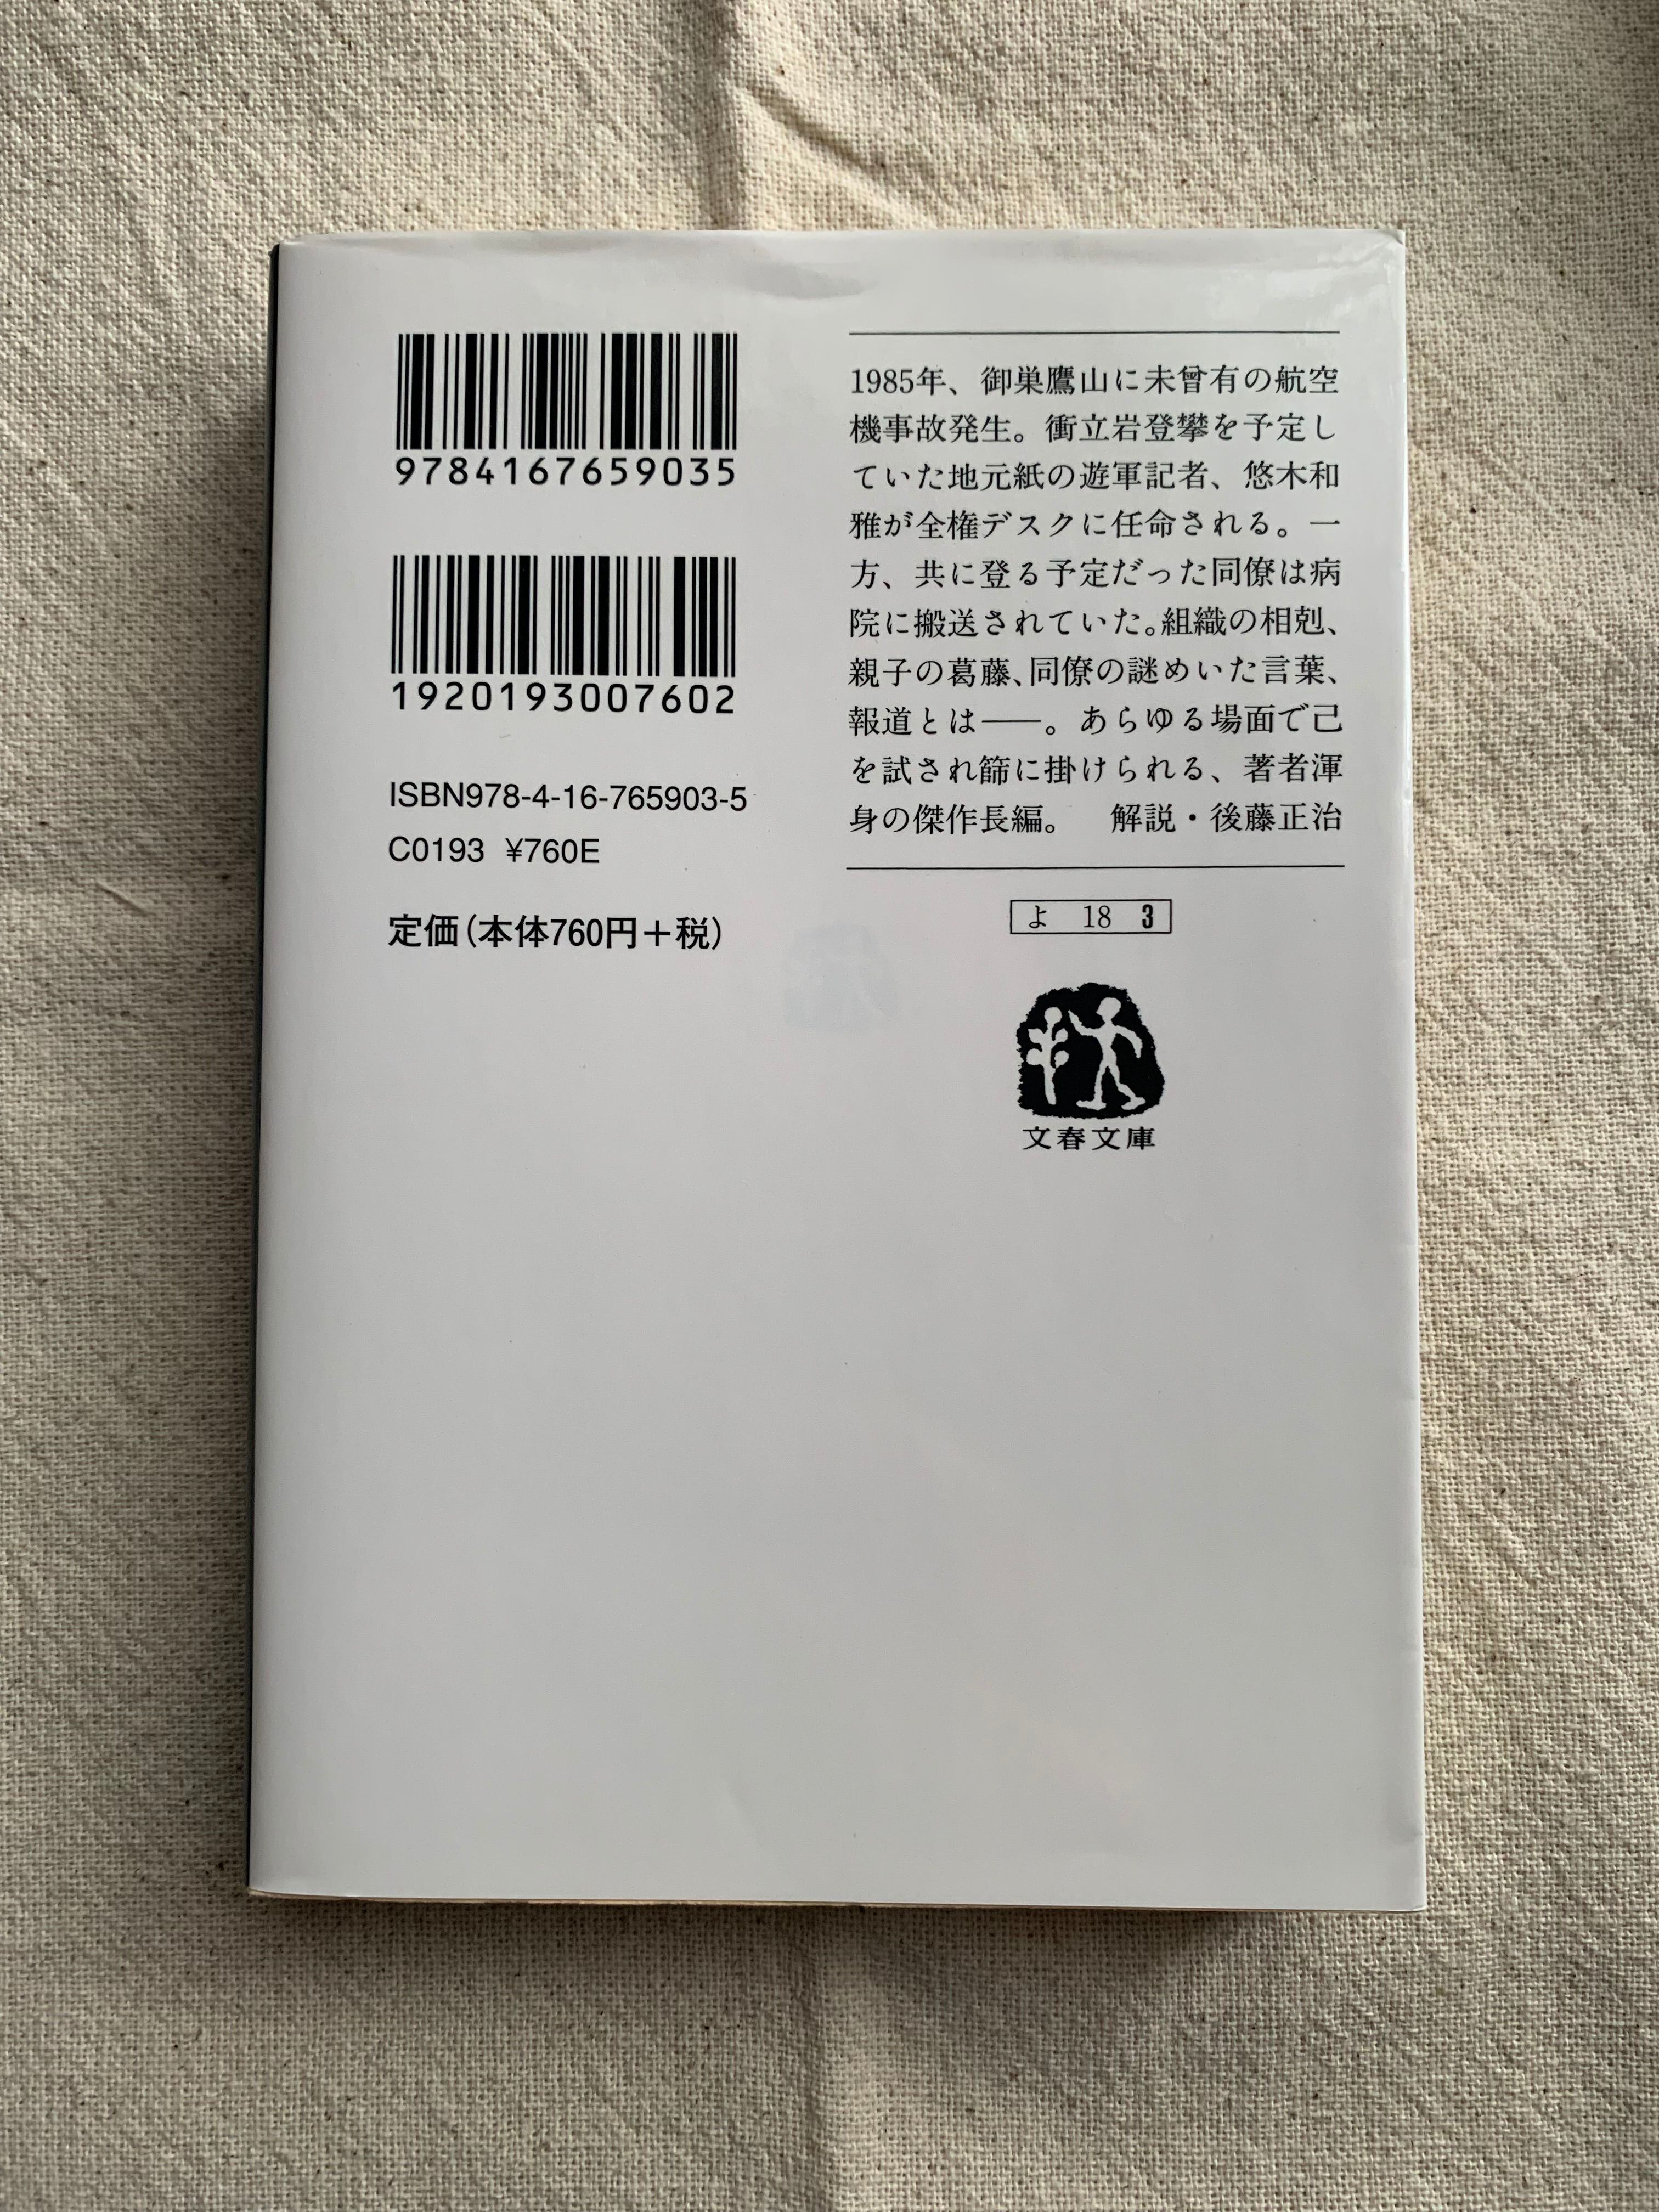 9784167659035
1920193007602
ISBN978-4-16-765903-5
C0193 ¥760E
定価(本体760円+税)
1985年、御巣鷹山に未曾有の航空
機事故発生。衝立岩登攀を予定し
ていた地元紙の遊軍記者、悠木和
雅が全権デスクに任命される。一
方、共に登る予定だった同僚は病
院に搬送されていた。組織の相剋、
親子の葛藤、同僚の謎めいた言葉、
報道とは――。あらゆる場面で己
を試され篩に掛けられる、著者渾
身の傑作長編。　解説・後藤正治
よ 18 3
文春文庫